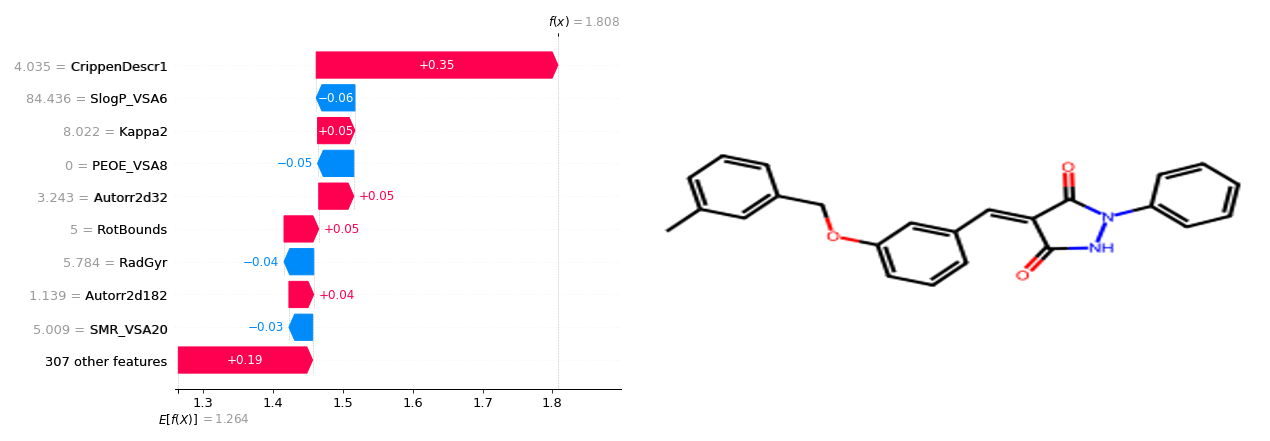 f(x) = 1.808
4.035 = CrippenDescr1
+0.35
84.436 = SlogP_VSA6
−0.06
8.022 = Kappa2
+0.05
0 = PEOE_VSA8
−0.05
3.243 = Autorr2d32
+0.05
5 = RotBounds
+0.05
5.784 = RadGyr
−0.04
1.139 = Autorr2d182
+0.04
5.009 = SMR_VSA20
−0.03
307 other features
+0.19
1.3 1.4 1.5 1.6 1.7 1.8
E[f(X)] = 1.264
O
N
O
NH
O